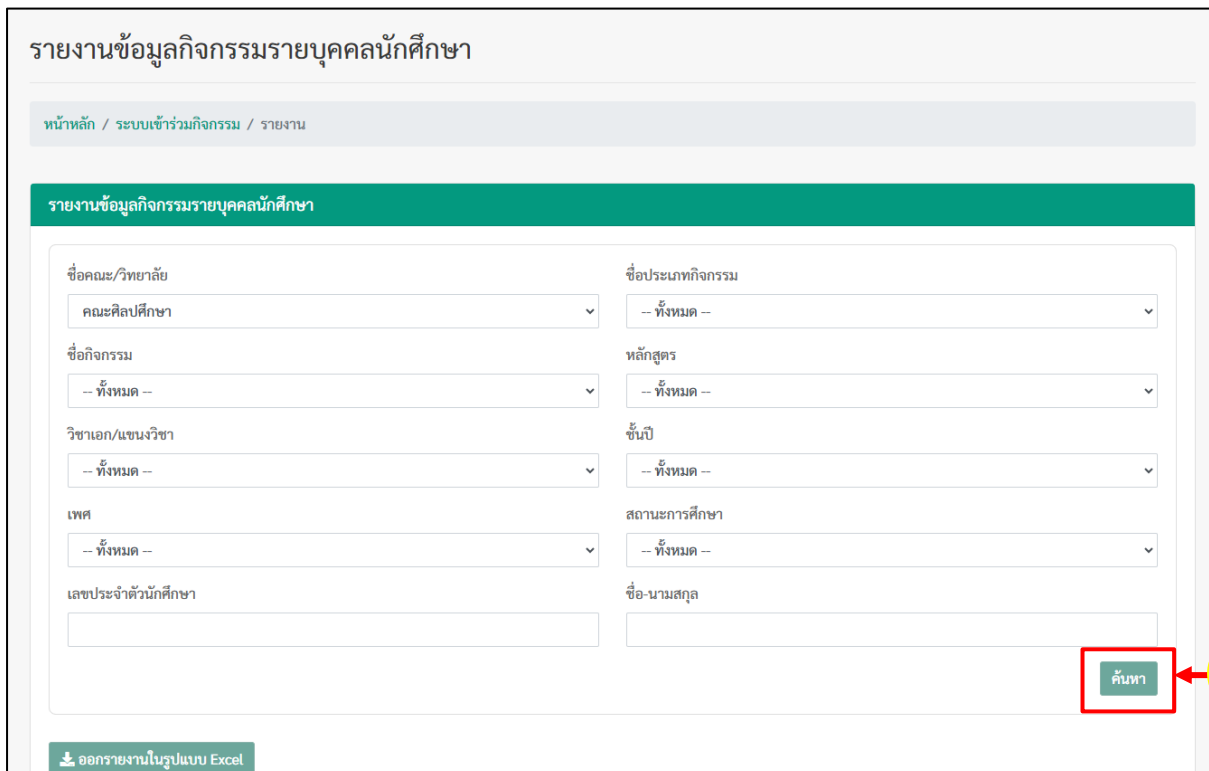 รายงานข้อมูลกิจกรรมรายบุคคลนักศึกษา
หน้าหลัก / ระบบเข้าร่วมกิจกรรม / รายงาน
รายงานข้อมูลกิจกรรมรายบุคคลนักศึกษา
ชื่อคณะ/วิทยาลัย ชื่อประเภทกิจกรรม
คณะศิลปศึกษา -- ทั้งหมด --
ชื่อกิจกรรม หลักสูตร
-- ทั้งหมด -- -- ทั้งหมด --
วิชาเอก/แขนงวิชา ชั้นปี
-- ทั้งหมด -- -- ทั้งหมด --
เพศ สถานะการศึกษา
-- ทั้งหมด -- -- ทั้งหมด --
เลขประจำตัวนักศึกษา ชื่อ-นามสกุล
ค้นหา
ออกรายงานในรูปแบบ Excel